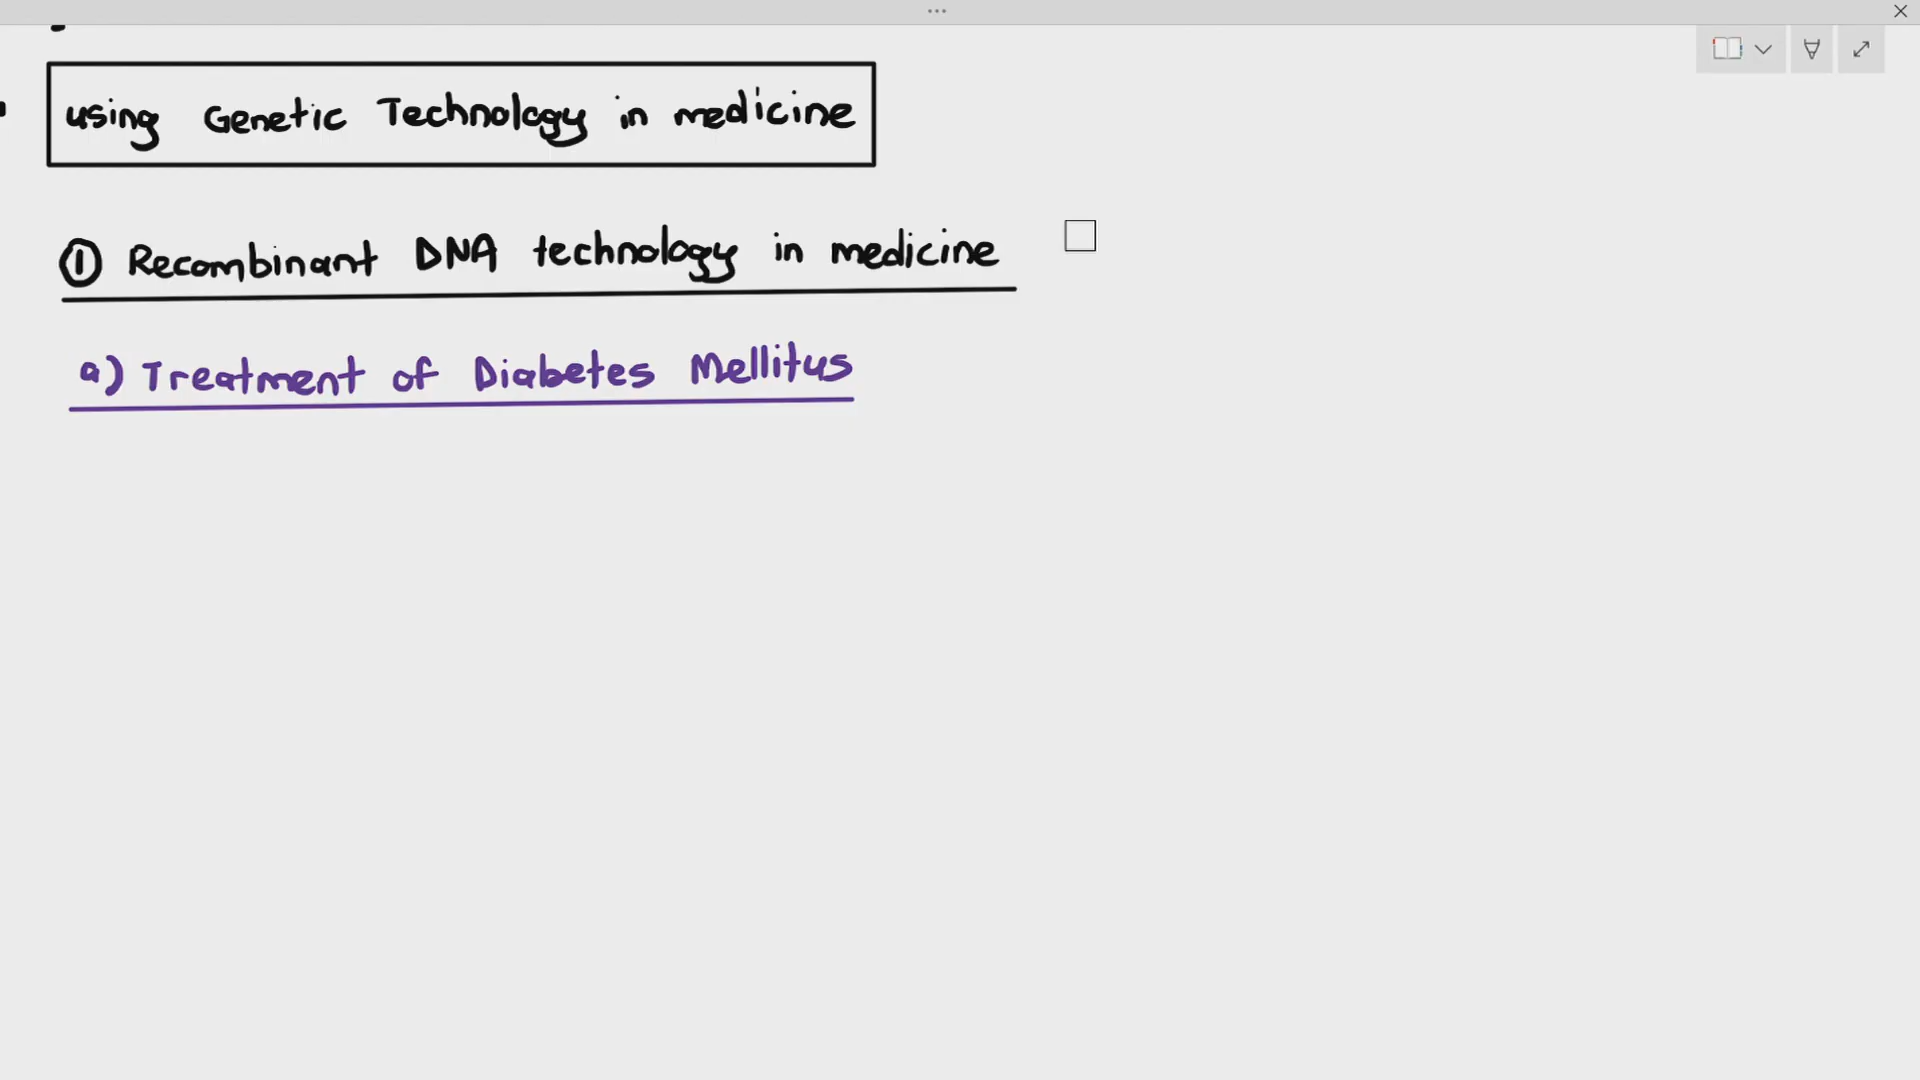 using Genetic Technology in medicine
① Recombinant DNA technology in medicine
a) Treatment of Diabetes Mellitus